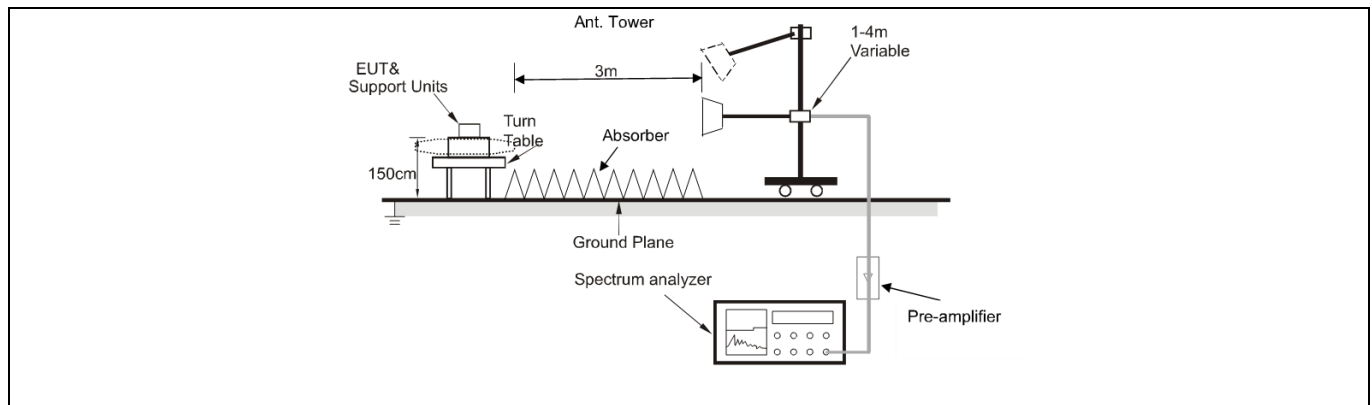 Ant. Tower
1-4m
Variable
3m
EUT&
Support Units
Turn
Table
Absorber
150cm
Ground Plane
Spectrum analyzer
Pre-amplifier